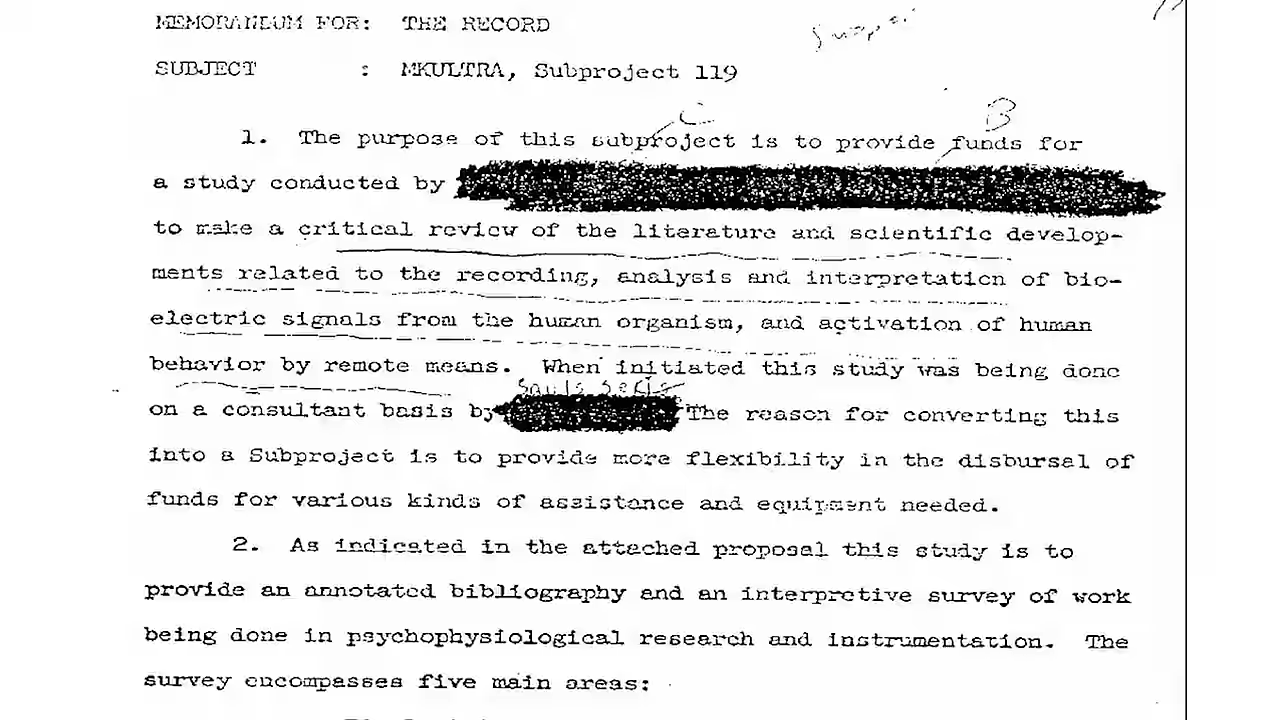 MEMORANDUM FOR: THE RECORD
SUBJECT : MKULTRA, Subproject 119
C B
1. The purpose of this subproject is to provide funds for
a study conducted by
to make a critical review of the literature and scientific develop-
ments related to the recording, analysis and interpretation of bio-
electric signals from the human organism, and activation of human
behavior by remote means. When initiated this study was being done
on a consultant basis by The reason for converting this
into a Subproject is to provide more flexibility in the disbursal of
funds for various kinds of assistance and equipment needed.
2. As indicated in the attached proposal this study is to
provide an annotated bibliography and an interpretive survey of work
being done in psychophysiological research and instrumentation. The
survey encompasses five main areas: